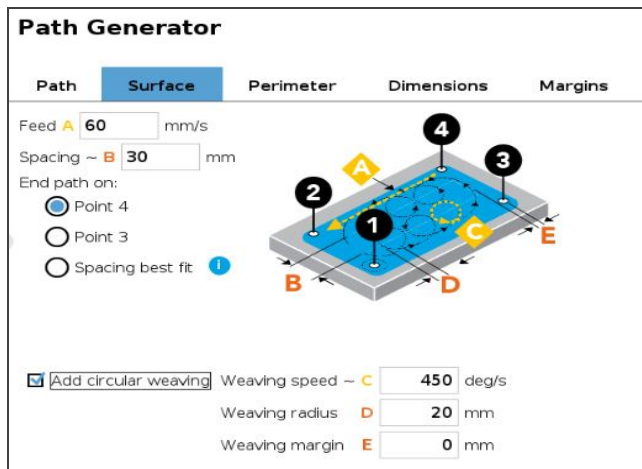 Path Generator
Path Surface Perimeter Dimensions Margins
Feed A 60 mm/s
Spacing ~ B 30 mm
End path on:
Point 4
Point 3
Spacing best fit i
4
3
A
2
1
C
E
B
D
Add circular weaving Weaving speed ~ C 450 deg/s
Weaving radius D 20 mm
Weaving margin E 0 mm